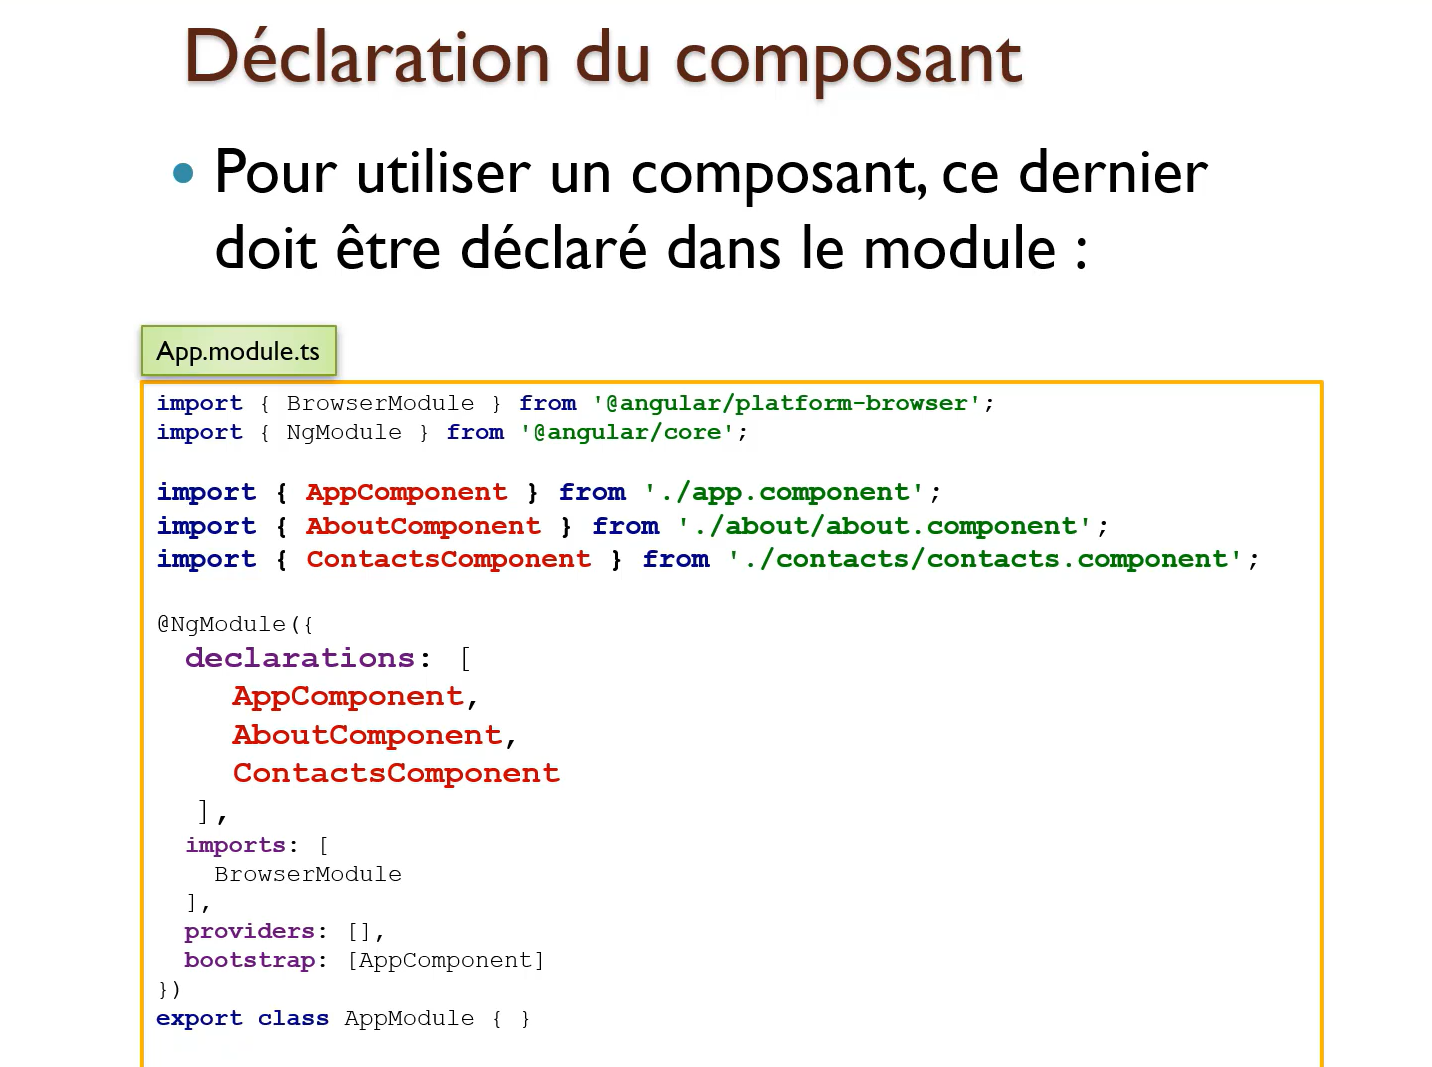 Déclaration du composant
• Pour utiliser un composant, ce dernier
doit être déclaré dans le module :
App.module.ts
import { BrowserModule } from '@angular/platform-browser';
import { NgModule } from '@angular/core';
import { AppComponent } from './app.component';
import { AboutComponent } from './about/about.component';
import { ContactsComponent } from './contacts/contacts.component';
@NgModule({
declarations: [
AppComponent,
AboutComponent,
ContactsComponent
],
imports: [
BrowserModule
],
providers: [],
bootstrap: [AppComponent]
})
export class AppModule { }